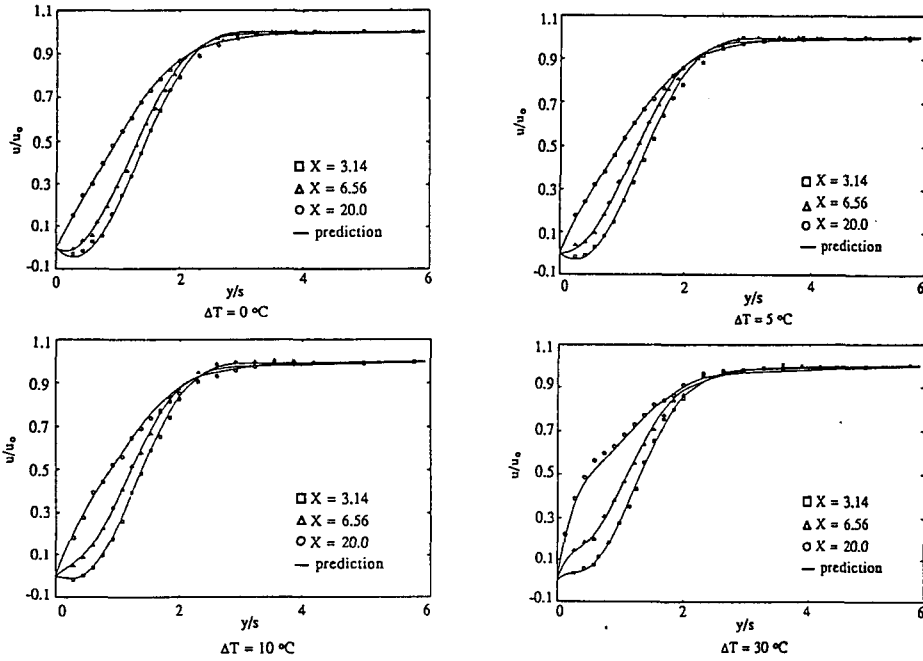 1.1
0.9
0.7
0.5
0.3
0.1
-0.1
u/uₒ
□ X = 3.14
△ X = 6.56
○ X = 20.0
— prediction
0 2 4 6
y/s
ΔT = 0 °C
1.1
0.9
0.7
0.5
0.3
0.1
-0.1
u/uₒ
□ X = 3.14
△ X = 6.56
○ X = 20.0
— prediction
0 2 4 6
y/s
ΔT = 5 °C
1.1
0.9
0.7
0.5
0.3
0.1
-0.1
u/uₒ
□ X = 3.14
△ X = 6.56
○ X = 20.0
— prediction
0 2 4 6
y/s
ΔT = 10 °C
1.1
0.9
0.7
0.5
0.3
0.1
-0.1
u/uₒ
□ X = 3.14
△ X = 6.56
○ X = 20.0
— prediction
0 2 4 6
y/s
ΔT = 30 °C